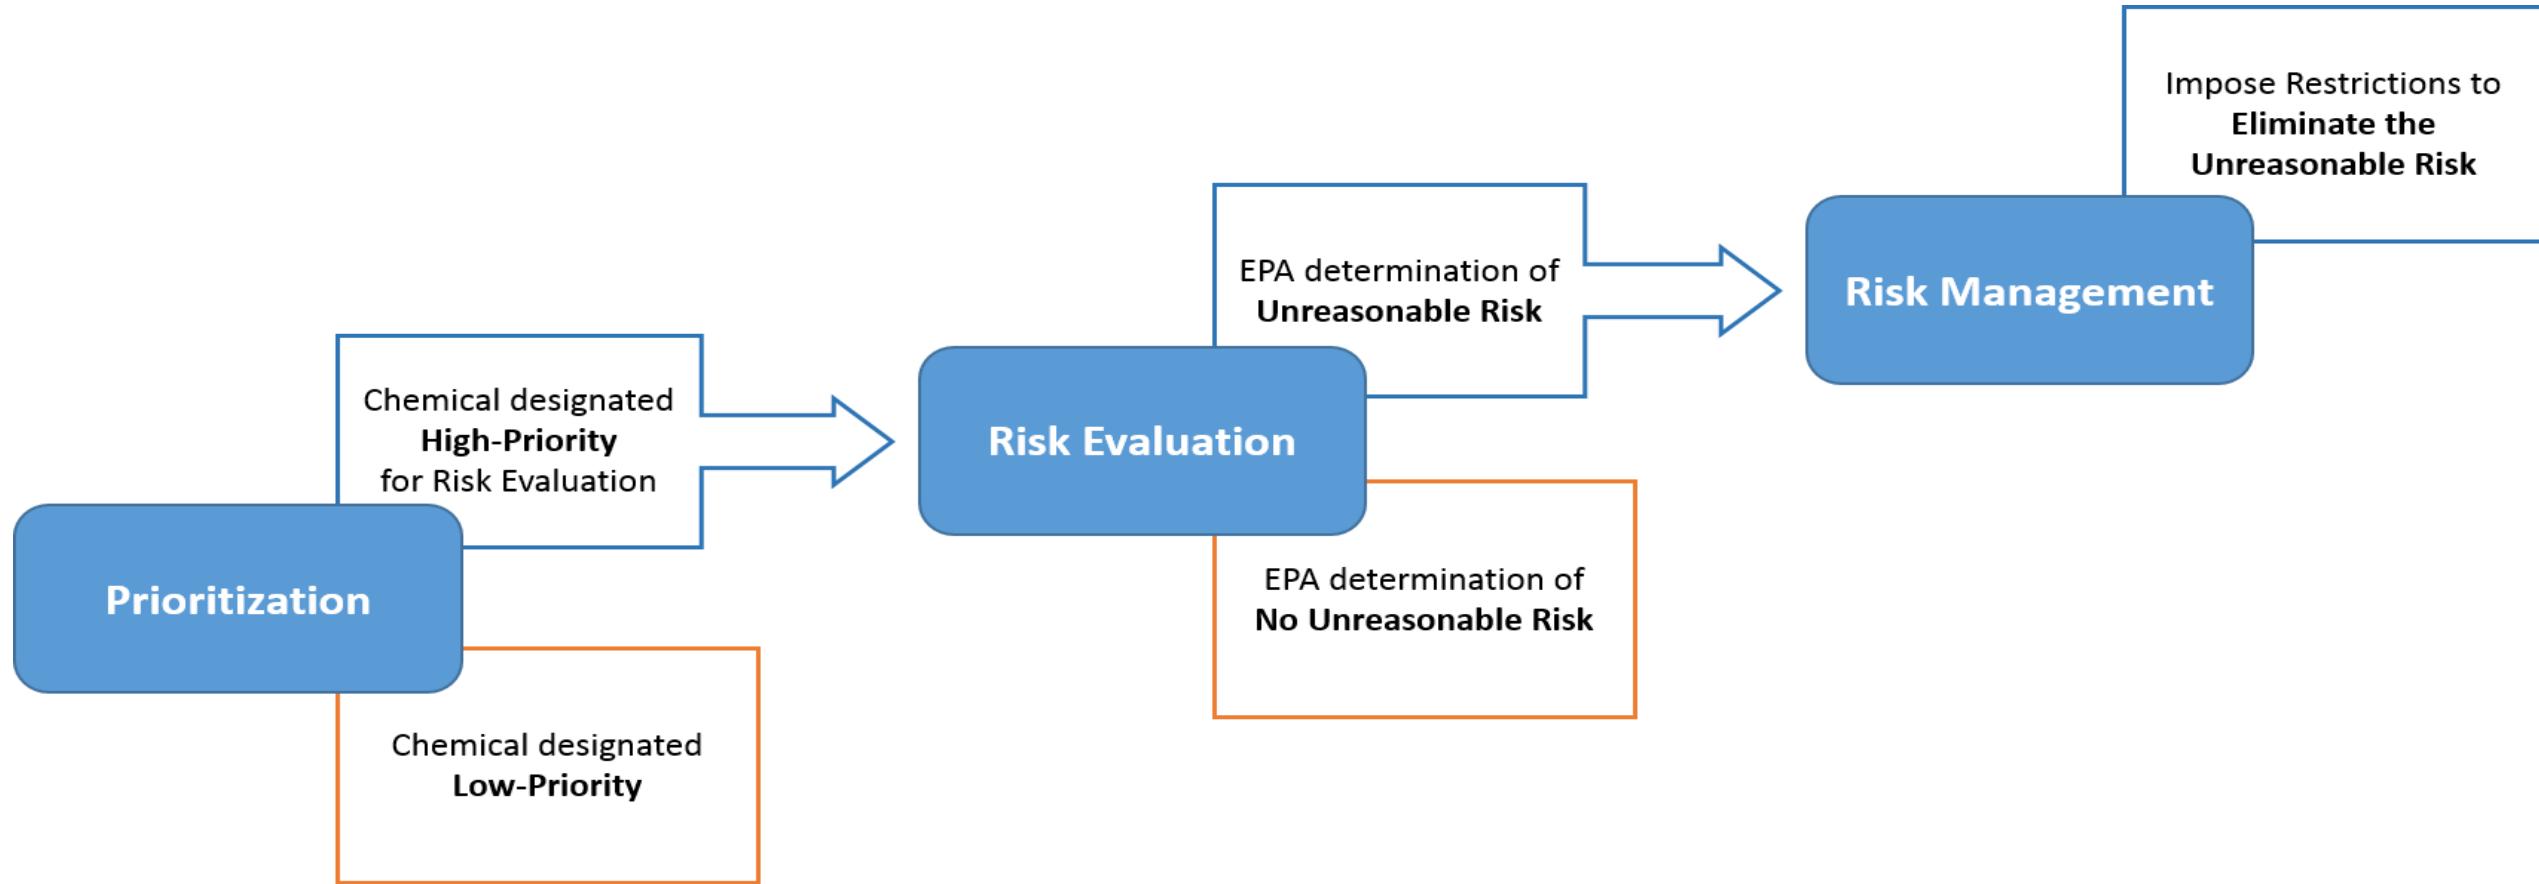 Prioritization
Chemical designated
High-Priority
for Risk Evaluation
Chemical designated
Low-Priority
Risk Evaluation
EPA determination of
Unreasonable Risk
EPA determination of
No Unreasonable Risk
Risk Management
Impose Restrictions to
Eliminate the
Unreasonable Risk